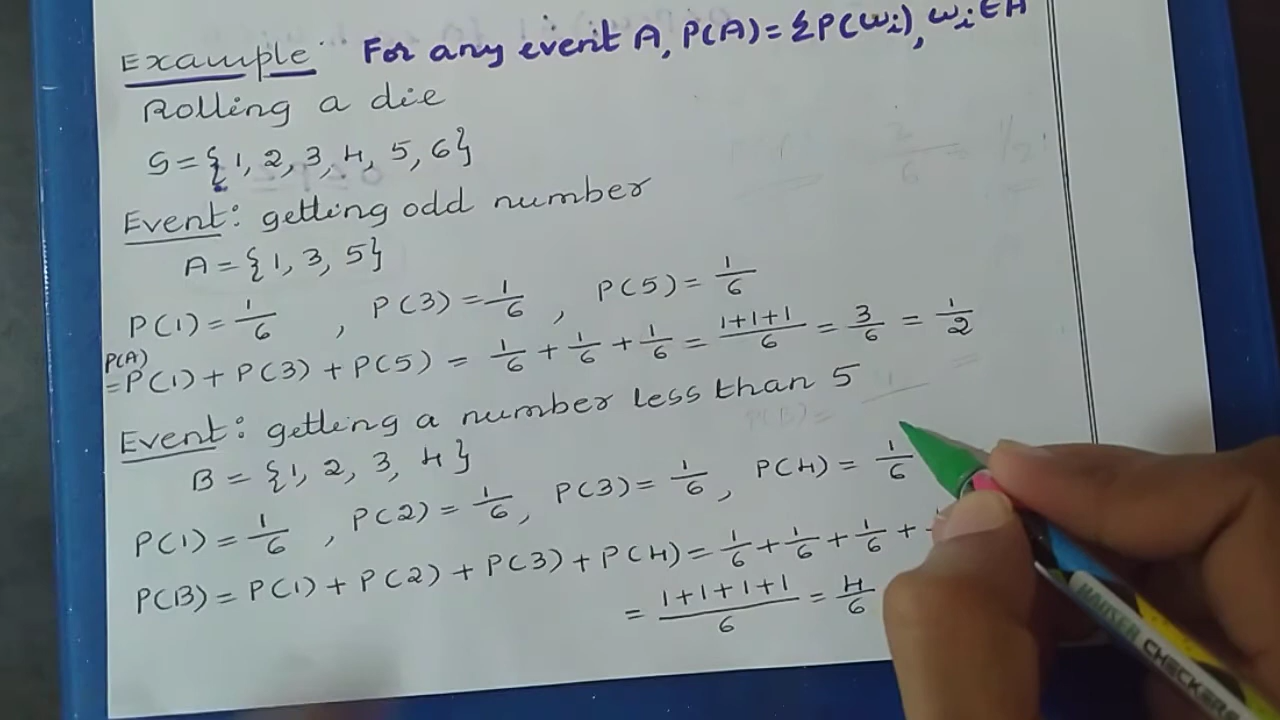 Example: For any event A, P(A) = ΣP(ωi), ωi ∈ A
Rolling a die
S = {1, 2, 3, 4, 5, 6}
Event: getting odd number
A = {1, 3, 5}
P(1) = 1/6 , P(3) = 1/6 , P(5) = 1/6
P(A)
= P(1) + P(3) + P(5) = 1/6 + 1/6 + 1/6 = 1+1+1/6 = 3/6 = 1/2
Event: getting a number less than 5
B = {1, 2, 3, 4}
P(1) = 1/6 , P(2) = 1/6 , P(3) = 1/6 , P(4) = 1/6
P(B) = P(1) + P(2) + P(3) + P(4) = 1/6 + 1/6 + 1/6 +
= 1+1+1+1/6 = 4/6
HAUSER CHECKERS